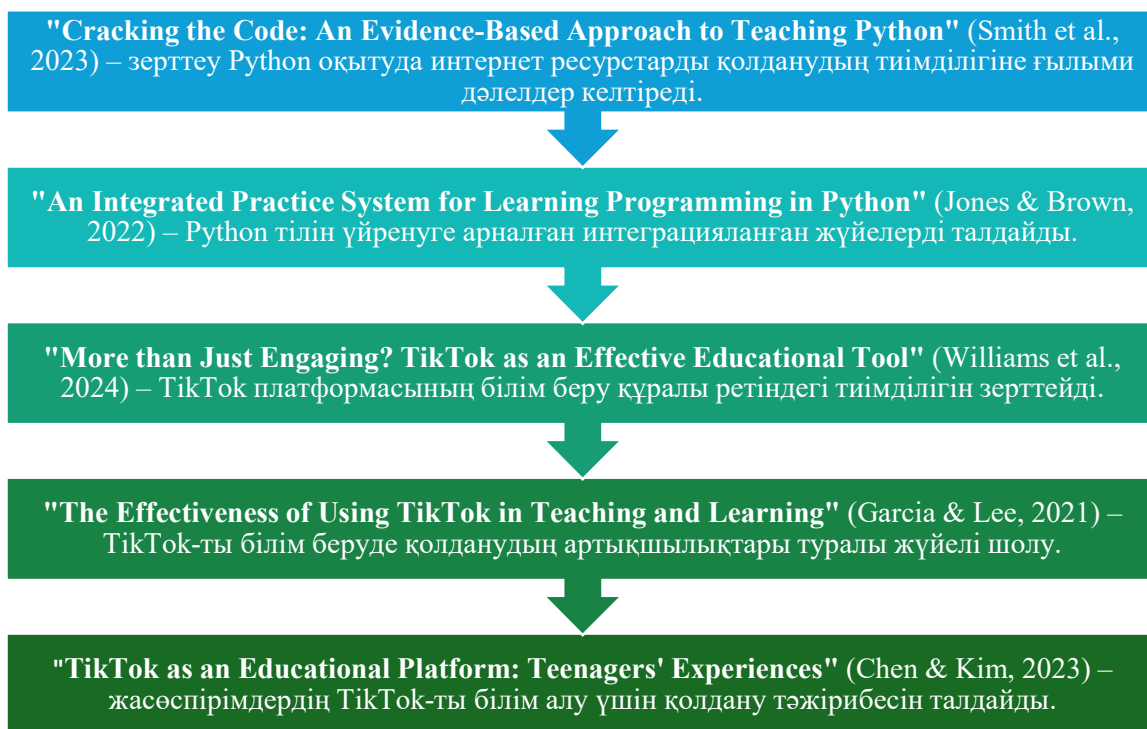 "Cracking the Code: An Evidence-Based Approach to Teaching Python" (Smith et al.,
2023) – зерттеу Python оқытуда интернет ресурстарды қолданудың тиімділігіне ғылыми
дәлелдер келтіреді.
"An Integrated Practice System for Learning Programming in Python" (Jones & Brown,
2022) – Python тілін үйренуге арналған интеграцияланған жүйелерді талдайды.
"More than Just Engaging? TikTok as an Effective Educational Tool" (Williams et al.,
2024) – TikTok платформасының білім беру құралы ретіндегі тиімділігін зерттейді.
"The Effectiveness of Using TikTok in Teaching and Learning" (Garcia & Lee, 2021) –
TikTok-ты білім беруде қолданудың артықшылықтары туралы жүйелі шолу.
"TikTok as an Educational Platform: Teenagers' Experiences" (Chen & Kim, 2023) –
жасөспірімдердің TikTok-ты білім алу үшін қолдану тәжірибесін талдайды.